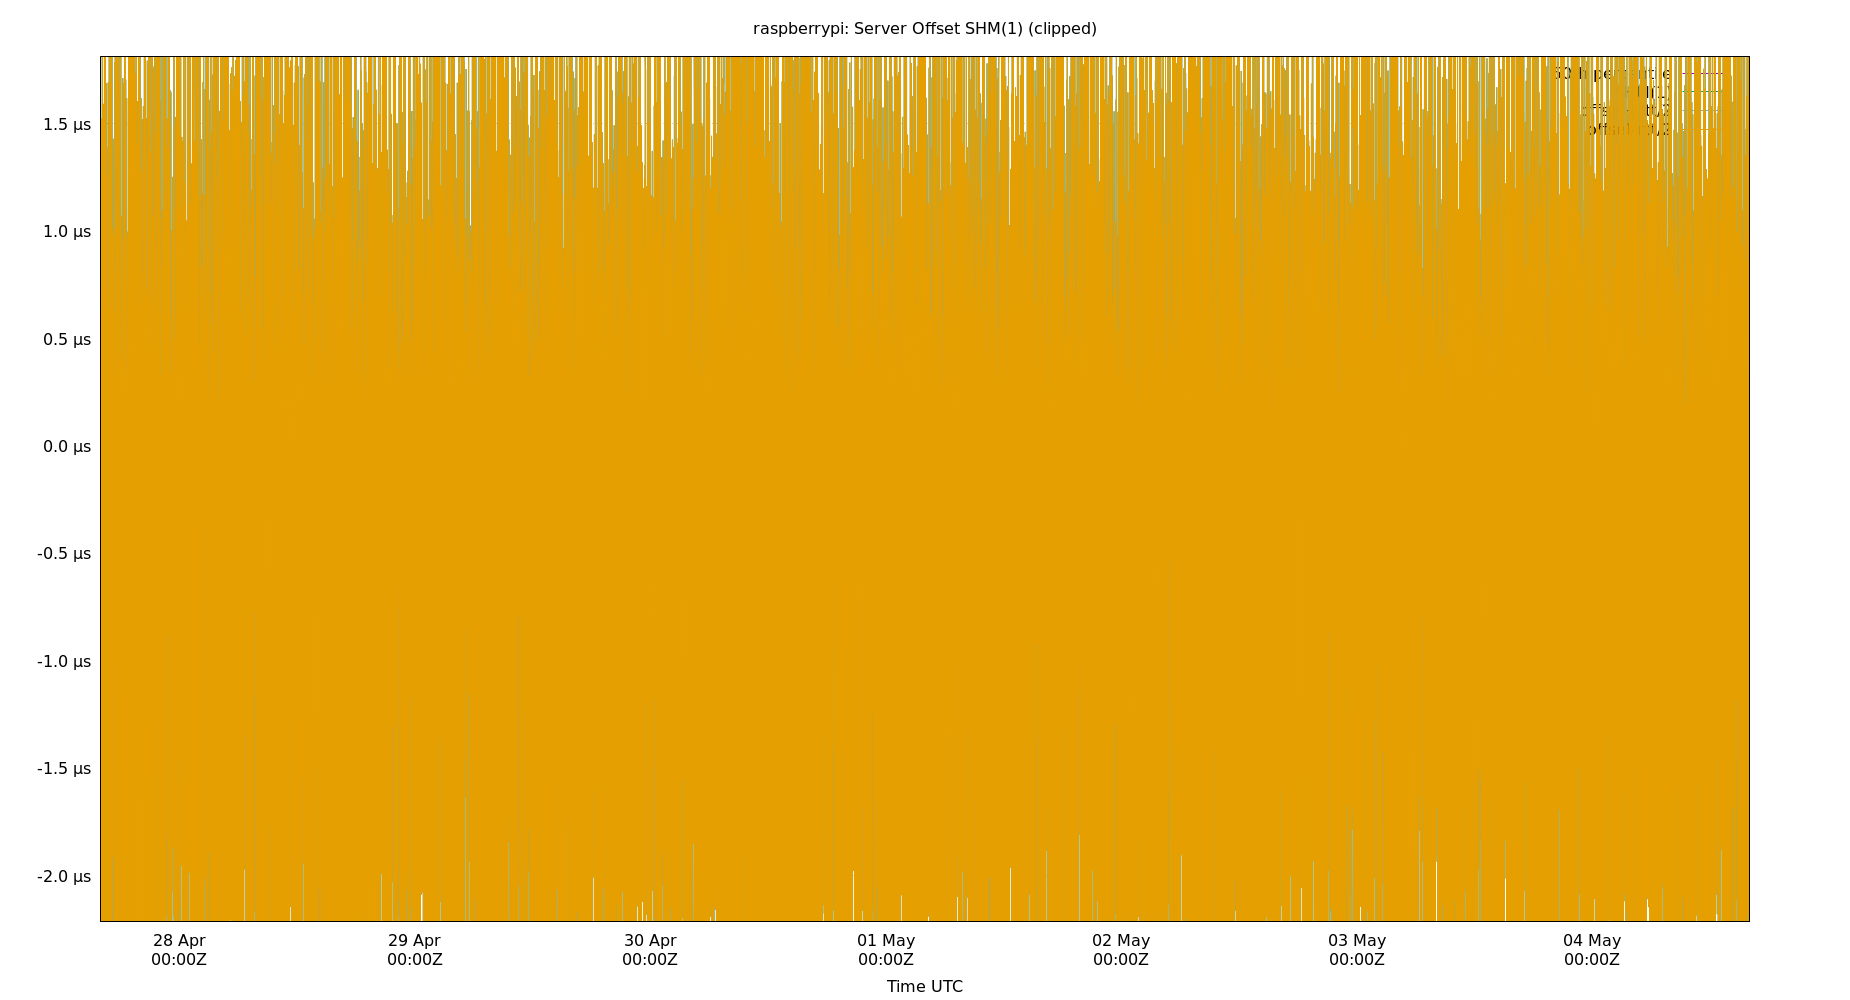 raspberrypi: Server Offset SHM(1) (clipped)
1.5 µs
1.0 µs
0.5 µs
0.0 µs
-0.5 µs
-1.0 µs
-1.5 µs
-2.0 µs
28 Apr 29 Apr 30 Apr 01 May 02 May 03 May 04 May
00:00Z 00:00Z 00:00Z 00:00Z 00:00Z 00:00Z 00:00Z
Time UTC